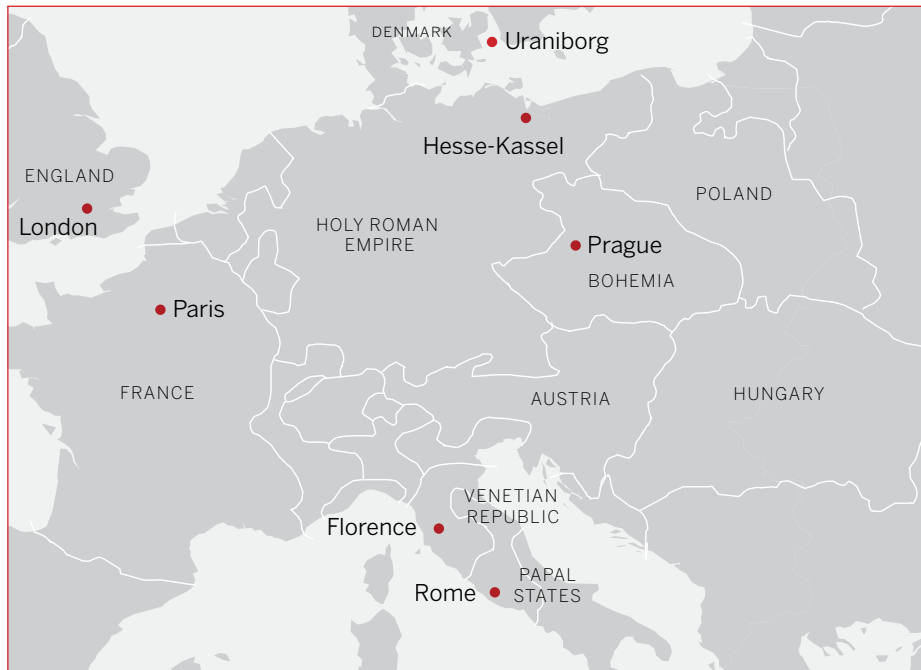 DENMARK
Uraniborg
Hesse-Kassel
ENGLAND
London
POLAND
HOLY ROMAN
EMPIRE
Prague
BOHEMIA
Paris
FRANCE
AUSTRIA
HUNGARY
VENETIAN
REPUBLIC
Florence
PAPAL
STATES
Rome